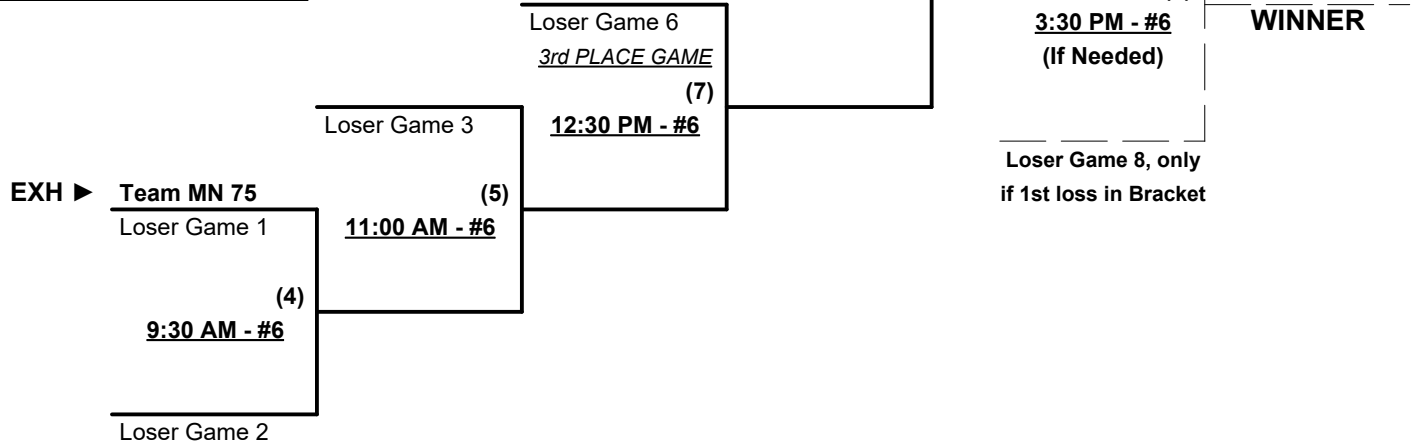 Loser Game 6
3rd PLACE GAME
(7)
12:30 PM - #6
3:30 PM - #6
(If Needed)
WINNER
Loser Game 3
(5)
11:00 AM - #6
Loser Game 8, only
if 1st loss in Bracket
EXH ► Team MN 75
Loser Game 1
(4)
9:30 AM - #6
Loser Game 2